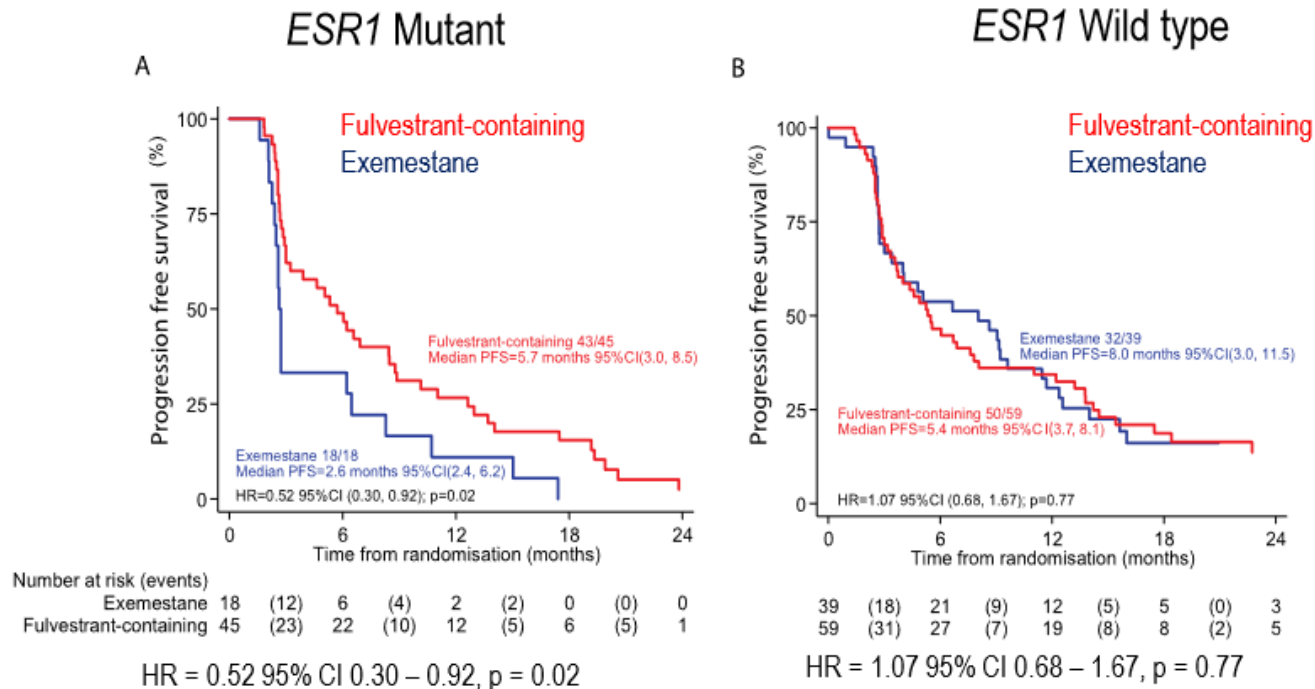 ESR1 Mutant
A
Progression free survival (%)
100
75
50
25
0
Fulvestrant-containing
Exemestane
Fulvestrant-containing 43/45
Median PFS=5.7 months 95%CI(3.0, 8.5)
Exemestane 18/18
Median PFS=2.6 months 95%CI(2.4, 6.2)
HR=0.52 95%CI (0.30, 0.92); p=0.02
0 6 12 18 24
Time from randomisation (months)
Number at risk (events)
Exemestane 18 (12) 6 (4) 2 (2) 0 (0) 0
Fulvestrant-containing 45 (23) 22 (10) 12 (5) 6 (5) 1
HR = 0.52 95% CI 0.30 – 0.92, p = 0.02
ESR1 Wild type
B
Progression free survival (%)
100
75
50
25
0
Fulvestrant-containing
Exemestane
Exemestane 32/39
Median PFS=8.0 months 95%CI(3.0, 11.5)
Fulvestrant-containing 50/59
Median PFS=5.4 months 95%CI(3.7, 8.1)
HR=1.07 95%CI (0.68, 1.67); p=0.77
0 6 12 18 24
Time from randomisation (months)
39 (18) 21 (9) 12 (5) 5 (0) 3
59 (31) 27 (7) 19 (8) 8 (2) 5
HR = 1.07 95% CI 0.68 – 1.67, p = 0.77